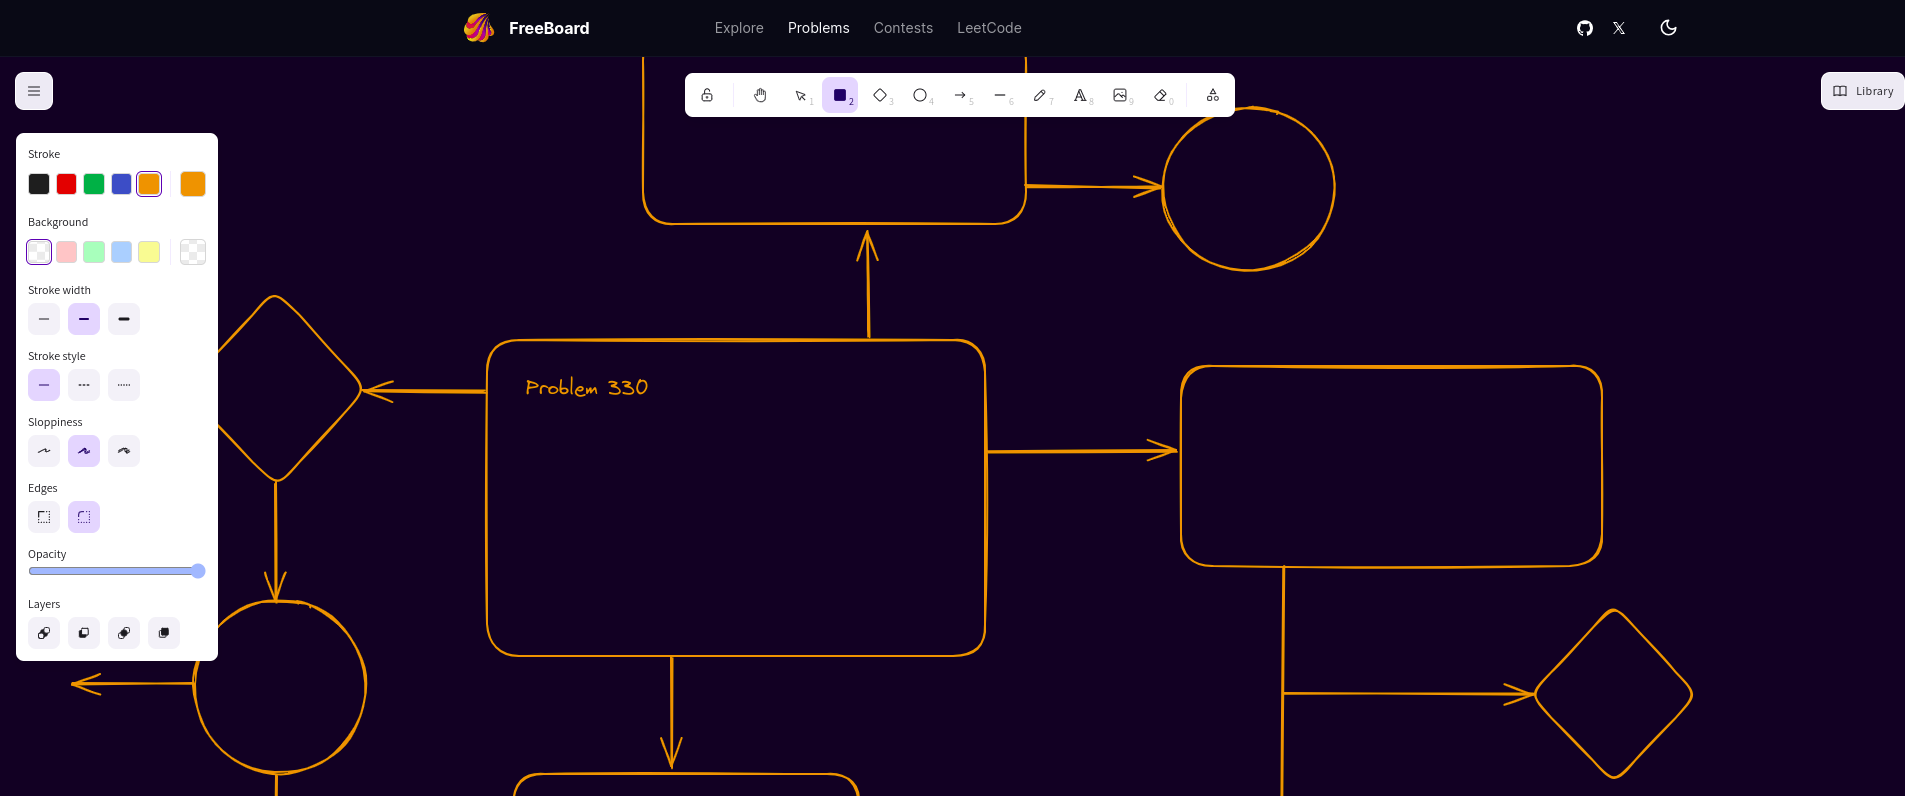 FreeBoard
Explore
Problems
Contests
LeetCode
Library
1
2
3
4
5
6
7
8
9
0
Stroke
Background
Stroke width
Stroke style
Sloppiness
Edges
Opacity
Layers
Problem 330